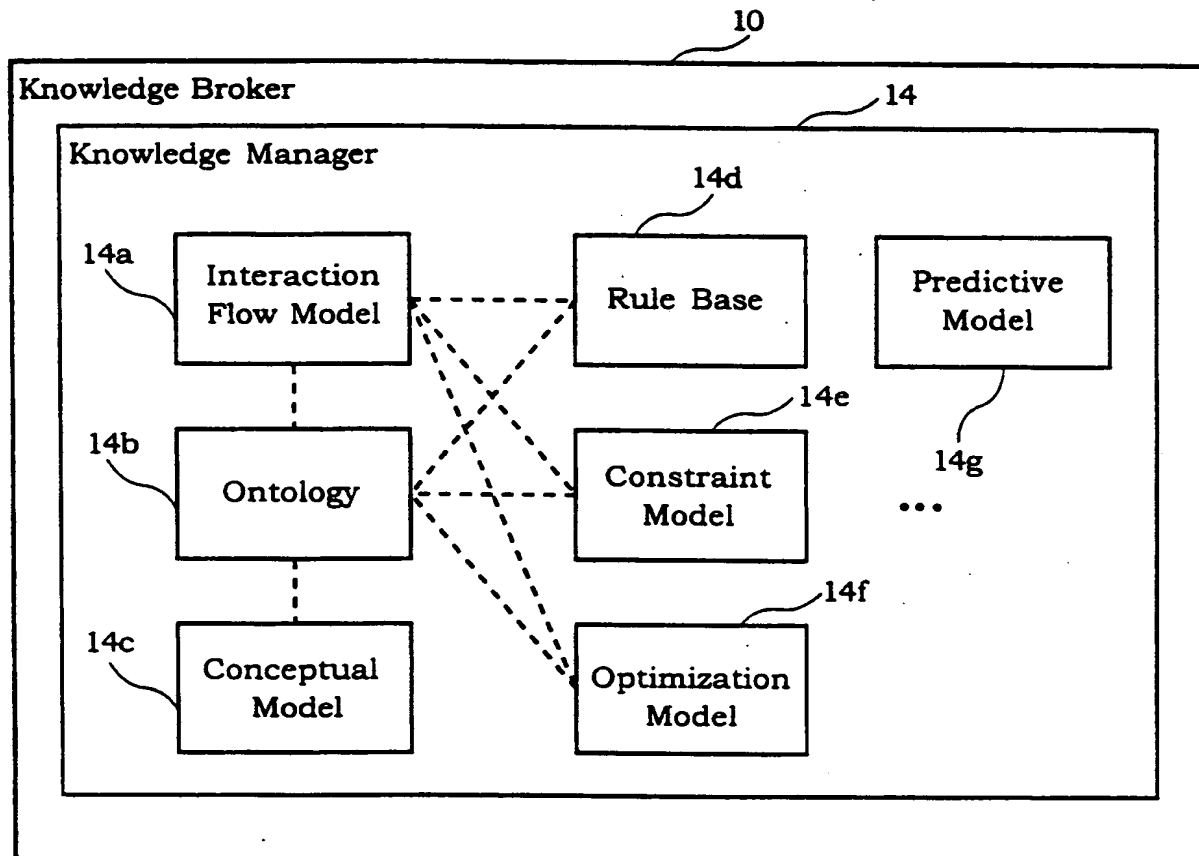 10
Knowledge Broker
14
Knowledge Manager
14d
14a
Interaction
Flow Model
Rule Base
Predictive
Model
14e
14b
Ontology
Constraint
Model
14g
...
14f
14c
Conceptual
Model
Optimization
Model